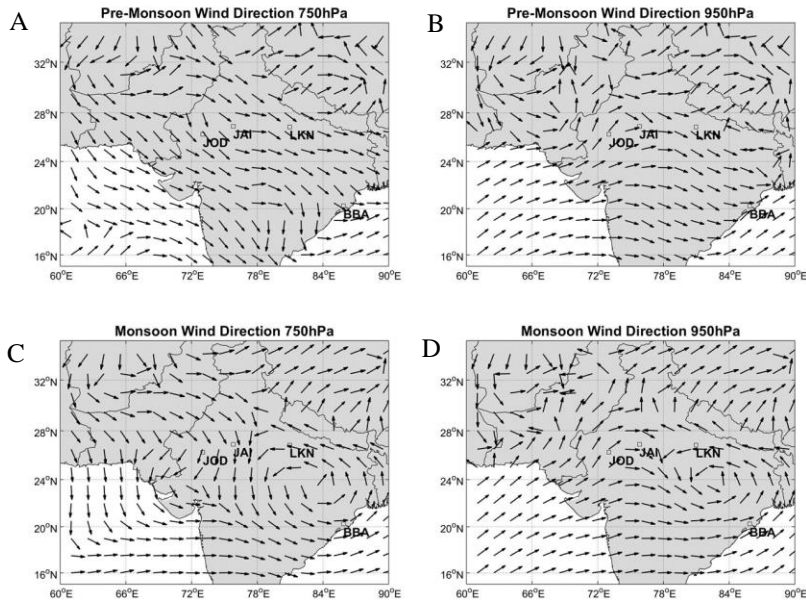 A
Pre-Monsoon Wind Direction 750hPa
32°N
28°N
24°N
20°N
16°N
JOD
JAI
LKN
BBA
60°E 66°E 72°E 78°E 84°E 90°E
B
Pre-Monsoon Wind Direction 950hPa
32°N
28°N
24°N
20°N
16°N
JOD
JAI
LKN
BBA
60°E 66°E 72°E 78°E 84°E 90°E
C
Monsoon Wind Direction 750hPa
32°N
28°N
24°N
20°N
16°N
JOD
JAI
LKN
BBA
60°E 66°E 72°E 78°E 84°E 90°E
D
Monsoon Wind Direction 950hPa
32°N
28°N
24°N
20°N
16°N
JOD
JAI
LKN
BBA
60°E 66°E 72°E 78°E 84°E 90°E